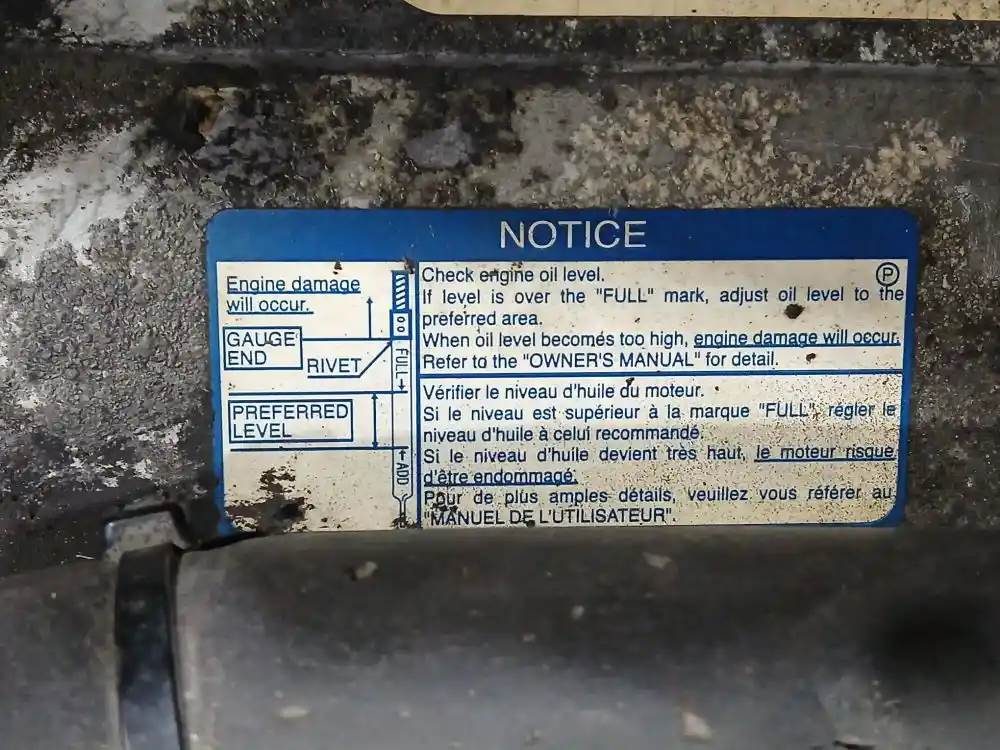 NOTICE
Engine damage
will occur.
GAUGE
END
RIVET
FULL
PREFERRED
LEVEL
ADD
Check engine oil level.
P
If level is over the "FULL" mark, adjust oil level to the
preferred area.
When oil level becomes too high, engine damage will occur.
Refer to the "OWNER'S MANUAL" for detail.
Vérifier le niveau d'huile du moteur.
Si le niveau est supérieur à la marque "FULL", régler le
niveau d'huile à celui recommandé.
Si le niveau d'huile devient très haut, le moteur risque
d'être endommagé.
Pour de plus amples détails, veuillez vous référer au
"MANUEL DE L'UTILISATEUR".